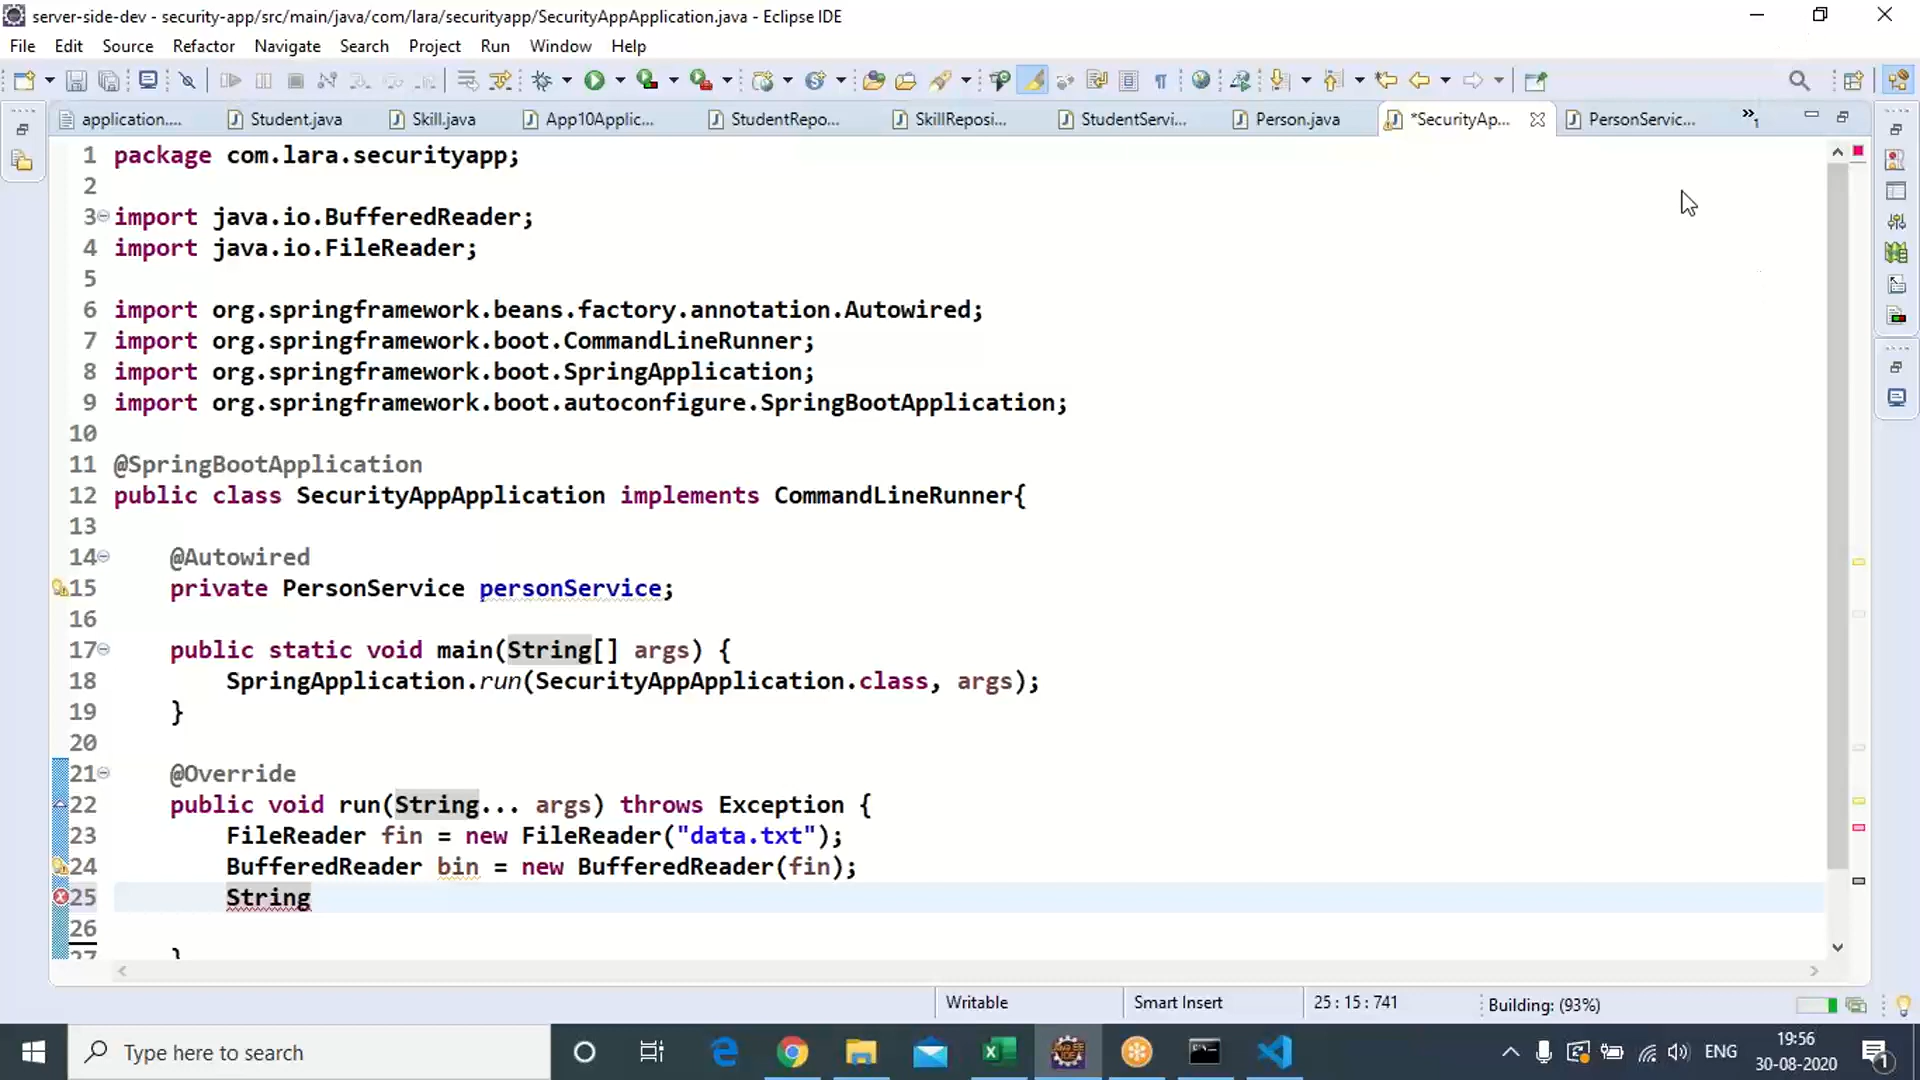 server-side-dev - security-app/src/main/java/com/lara/securityapp/SecurityAppApplication.java - Eclipse IDE
File Edit Source Refactor Navigate Search Project Run Window Help
application.... Student.java Skill.java App10Applic... StudentRepo... SkillReposi... StudentServi... Person.java *SecurityAp... PersonServic... »1
1 package com.lara.securityapp;
2
3 import java.io.BufferedReader;
4 import java.io.FileReader;
5
6 import org.springframework.beans.factory.annotation.Autowired;
7 import org.springframework.boot.CommandLineRunner;
8 import org.springframework.boot.SpringApplication;
9 import org.springframework.boot.autoconfigure.SpringBootApplication;
10
11 @SpringBootApplication
12 public class SecurityAppApplication implements CommandLineRunner{
13
14 @Autowired
15 private PersonService personService;
16
17 public static void main(String[] args) {
18 SpringApplication.run(SecurityAppApplication.class, args);
19 }
20
21 @Override
22 public void run(String... args) throws Exception {
23 FileReader fin = new FileReader("data.txt");
24 BufferedReader bin = new BufferedReader(fin);
25 String
26
27 }
Writable Smart Insert 25 : 15 : 741 Building: (93%)
Type here to search
ENG 19:56
30-08-2020 1